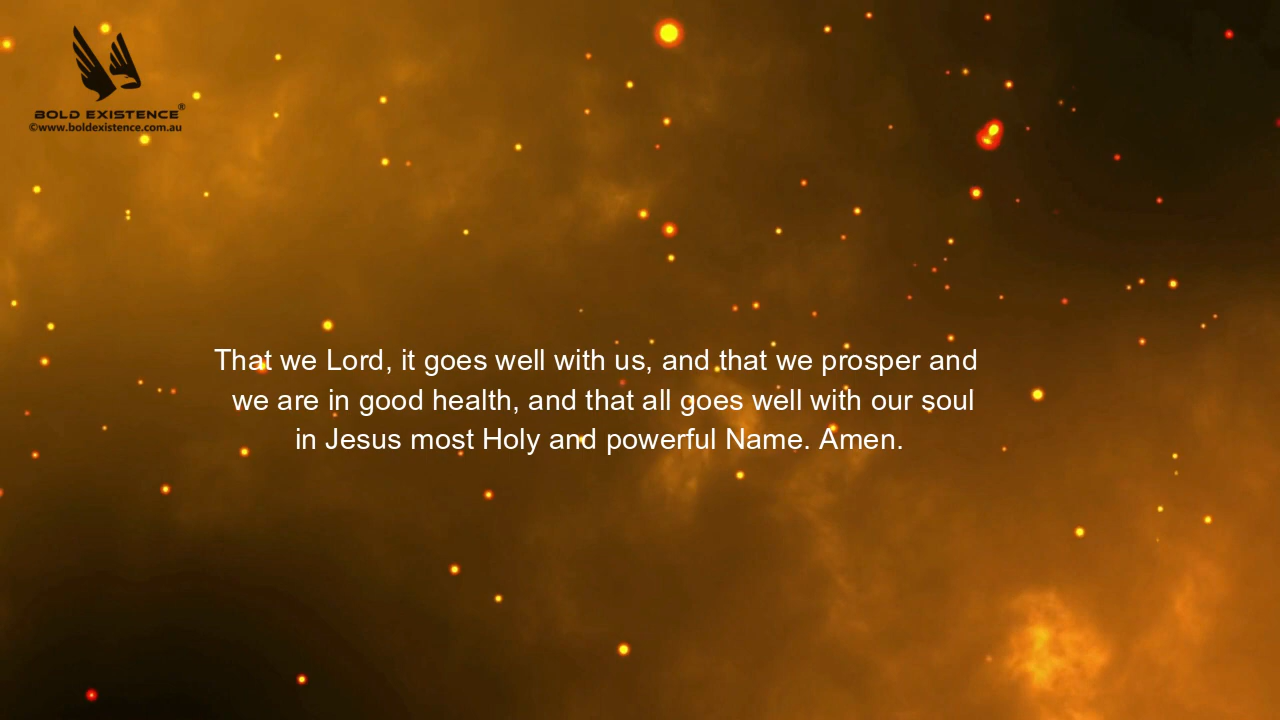 BOLD EXISTENCE®
©www.boldexistence.com.au
That we Lord, it goes well with us, and that we prosper and
we are in good health, and that all goes well with our soul
in Jesus most Holy and powerful Name. Amen.